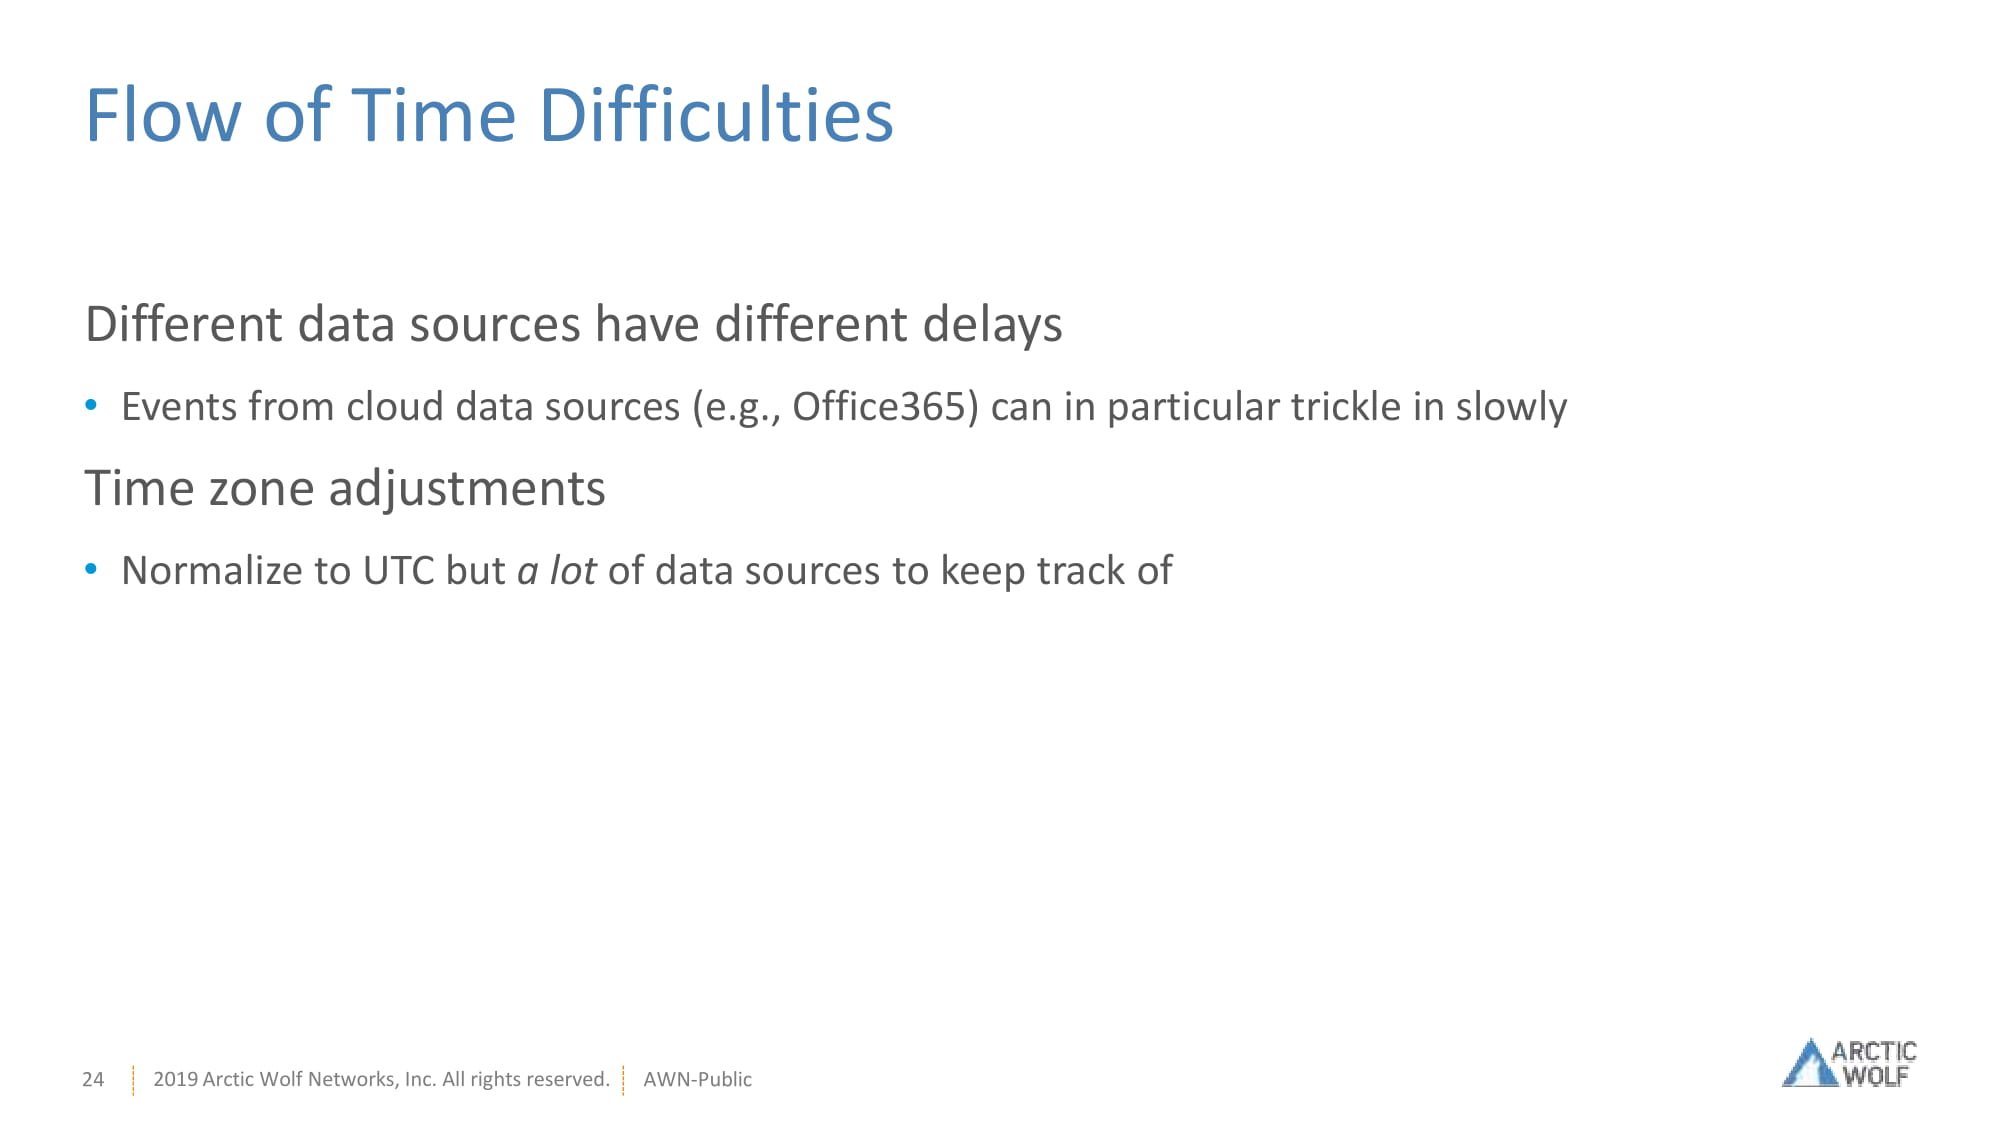 Flow of Time Difficulties
Different data sources have different delays
• Events from cloud data sources (e.g., Office365) can in particular trickle in slowly
Time zone adjustments
• Normalize to UTC but a lot of data sources to keep track of
24
2019 Arctic Wolf Networks, Inc. All rights reserved.
AWN-Public
ARCTIC
WOLF